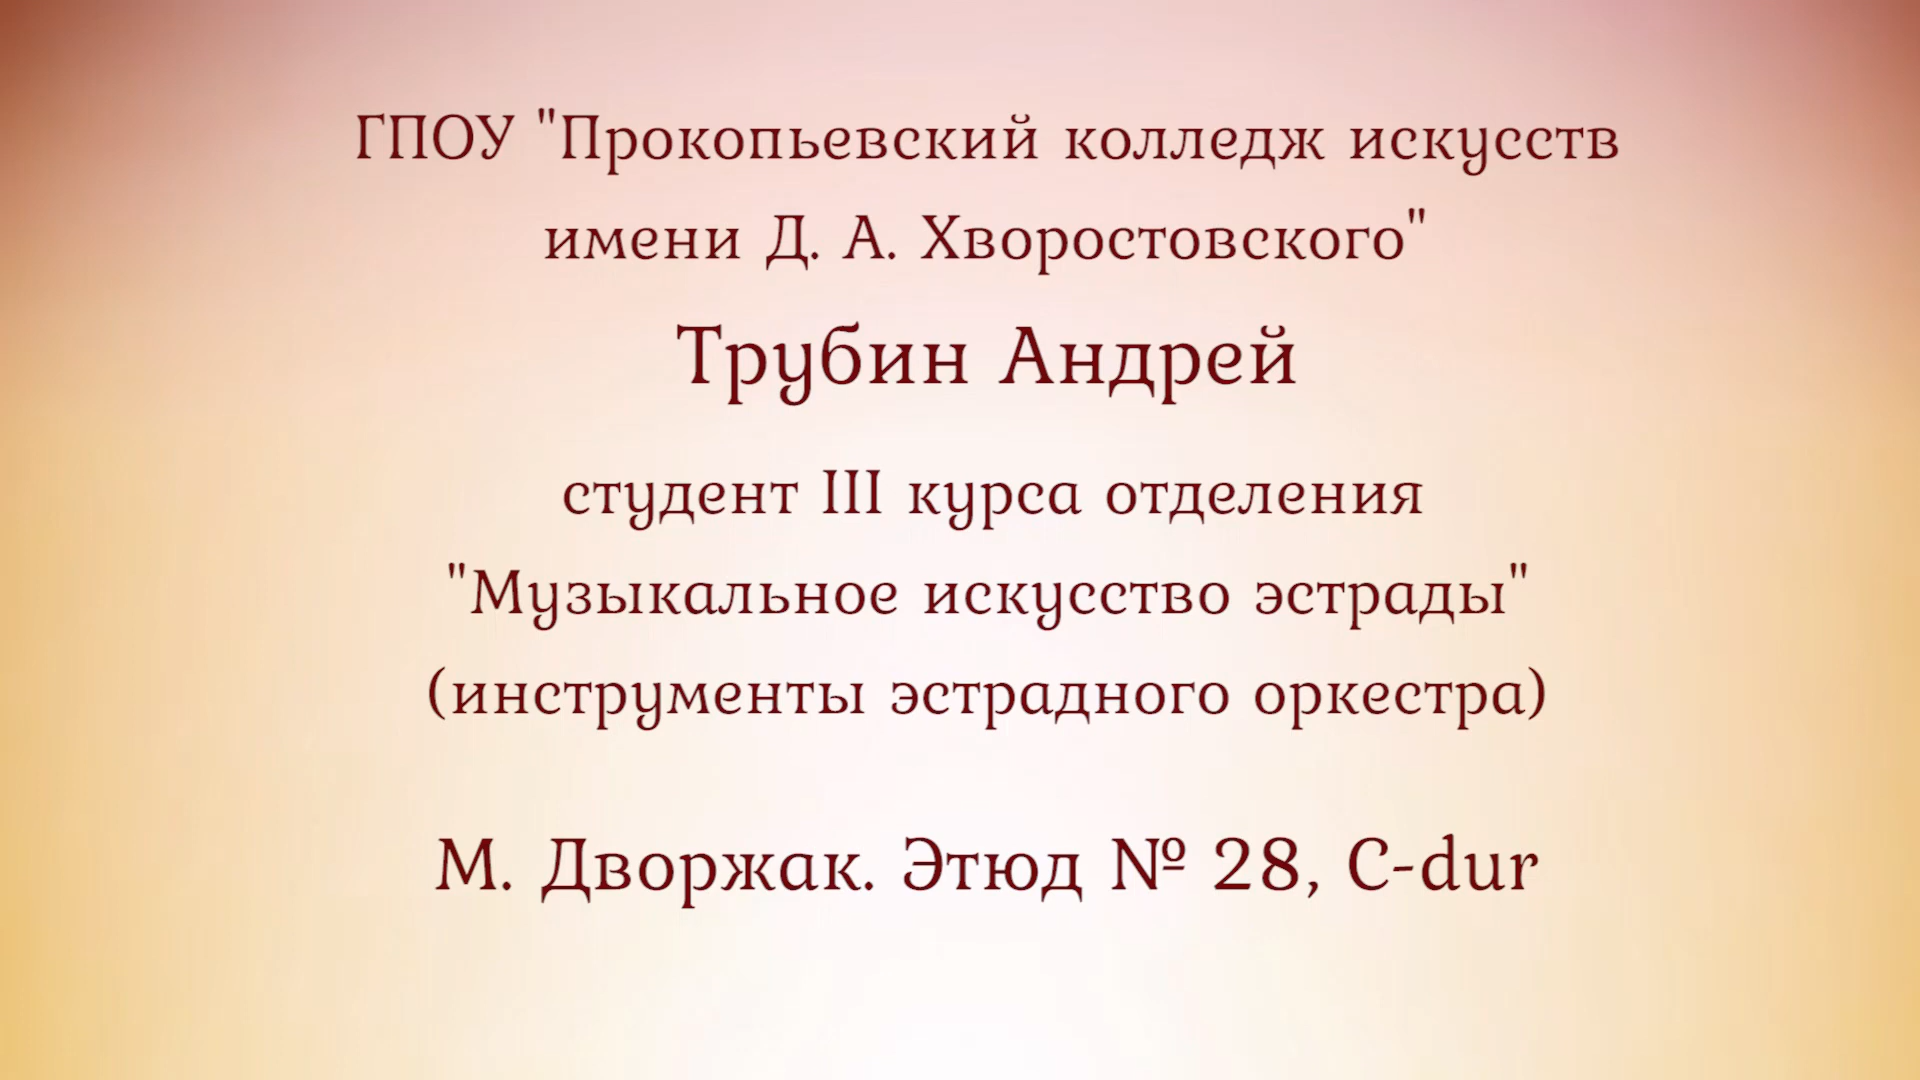 ГПОУ "Прокопьевский колледж искусств
имени Д. А. Хворостовского"
Трубин Андрей
студент III курса отделения
"Музыкальное искусство эстрады"
(инструменты эстрадного оркестра)
М. Дворжак. Этюд № 28, C-dur